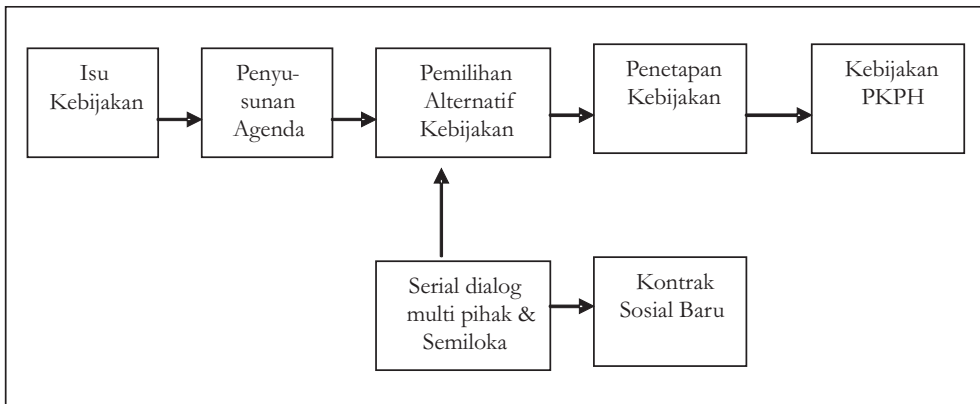 Isu
Kebijakan
Penyu-
sunan
Agenda
Pemilihan
Alternatif
Kebijakan
Penetapan
Kebijakan
Kebijakan
PKPH
Serial dialog
multi pihak &
Semiloka
Kontrak
Sosial Baru